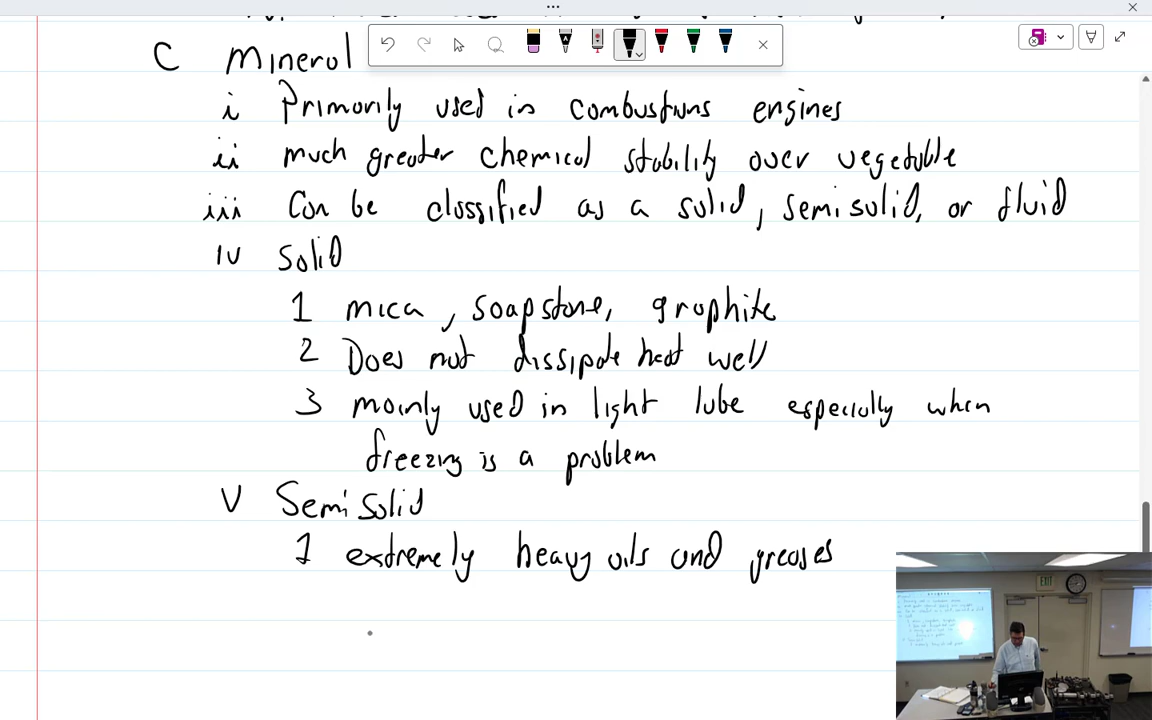 C Mineral
i Primarily used in combustions engines
ii much greater chemical stability over vegetable
iii Can be classified as a solid, semisolid, or fluid
iv Solid
1 mica, soapstone, graphite
2 Does not dissipate heat well
3 mainly used in light lube especially when
freezing is a problem
V Semi Solid
1 extremely heavy oils and greases
EXIT